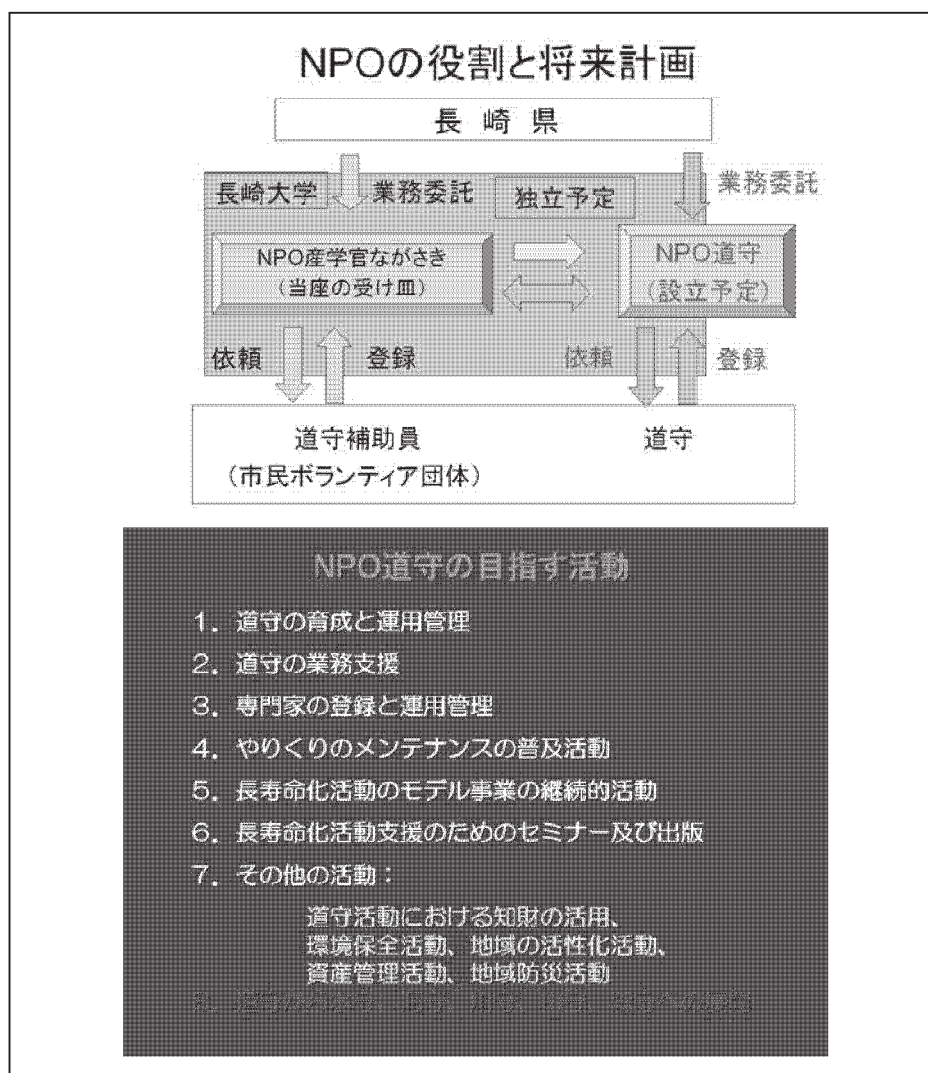 NPOの役割と将来計画
長 崎 県
長崎大学
業務委託
独立予定
業務委託
NPO産学官ながさき
(当座の受け皿)
NPO道守
(設立予定)
依頼
登録
依頼
登録
道守補助員
(市民ボランティア団体)
道守
NPO道守の目指す活動
1. 道守の育成と運用管理
2. 道守の業務支援
3. 専門家の登録と運用管理
4. やりくりのメンテナンスの普及活動
5. 長寿命化活動のモデル事業の継続的活動
6. 長寿命化活動支援のためのセミナー及び出版
7. その他の活動:
道守活動における知財の活用、
環境保全活動、地域の活性化活動、
資産管理活動、地域防災活動